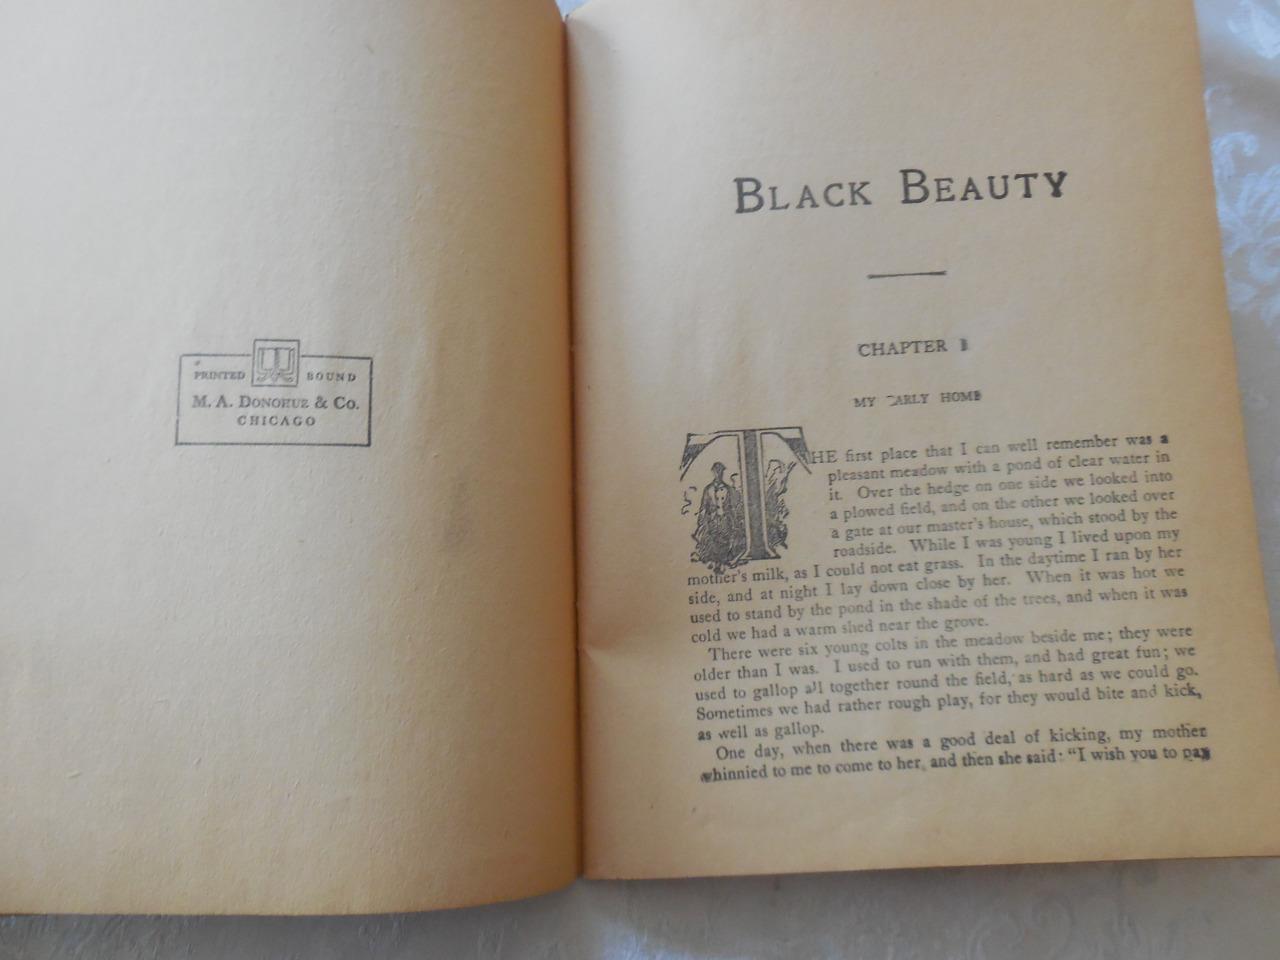 PRINTED BOUND
M. A. DONOHUE & CO.
CHICAGO
BLACK BEAUTY
CHAPTER I
MY EARLY HOME
THE first place that I can well remember was a
pleasant meadow with a pond of clear water in
it. Over the hedge on one side we looked into
a plowed field, and on the other we looked over
a gate at our master's house, which stood by the
roadside. While I was young I lived upon my
mother's milk, as I could not eat grass. In the daytime I ran by her
side, and at night I lay down close by her. When it was hot we
used to stand by the pond in the shade of the trees, and when it was
cold we had a warm shed near the grove.
There were six young colts in the meadow beside me; they were
older than I was. I used to run with them, and had great fun; we
used to gallop all together round the field, as hard as we could go.
Sometimes we had rather rough play, for they would bite and kick,
as well as gallop.
One day, when there was a good deal of kicking, my mother
whinnied to me to come to her, and then she said: "I wish you to pay